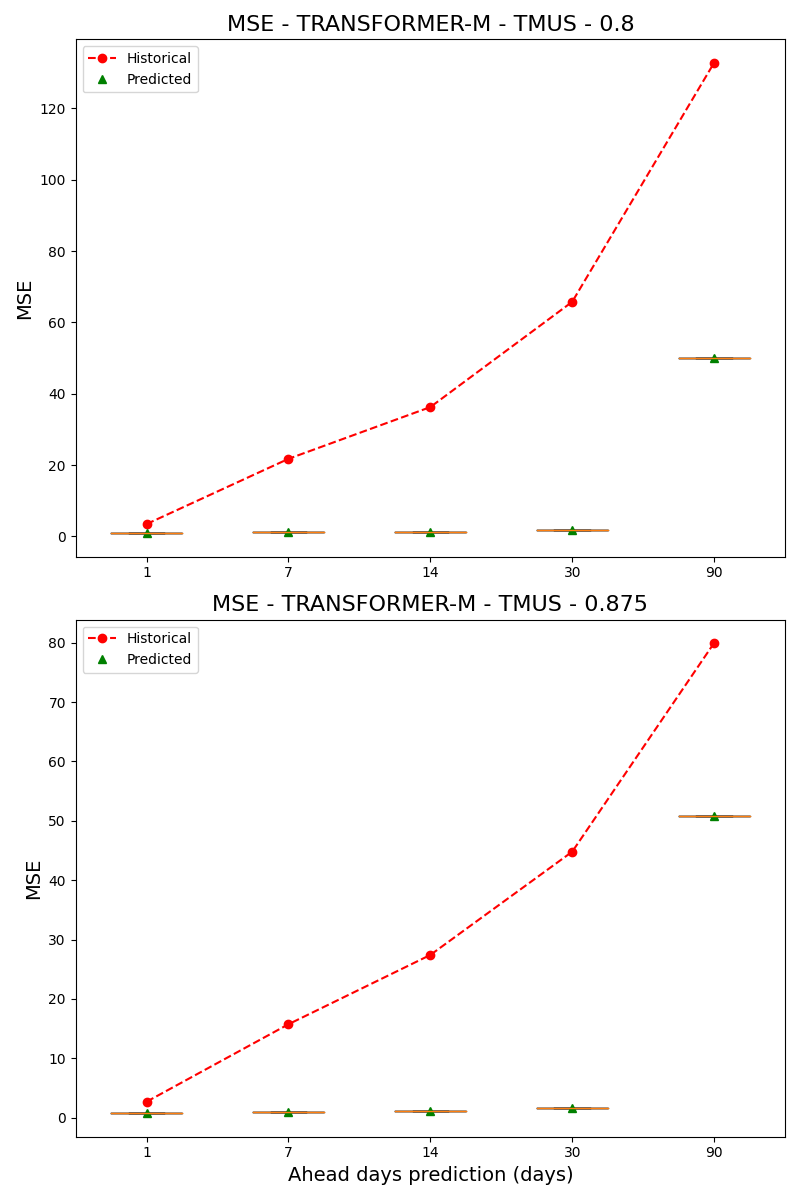 MSE - TRANSFORMER-M - TMUS - 0.8
Historical
Predicted
MSE
120
100
80
60
40
20
0
1 7 14 30 90
MSE - TRANSFORMER-M - TMUS - 0.875
Historical
Predicted
MSE
80
70
60
50
40
30
20
10
0
1 7 14 30 90
Ahead days prediction (days)